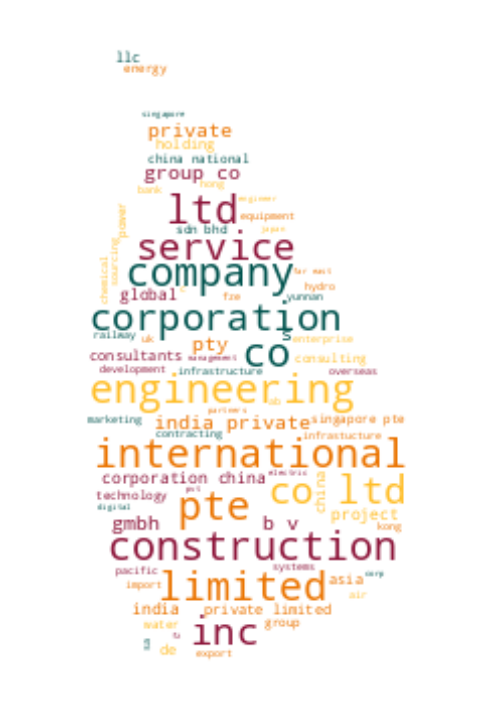 llc
energy
singapore
private
holding
china national
group co
bank hong
engineer
ltd
equipment
power
sdn bhd japan
service
sourcing
company
far east
chemical
hydro
global
fze
yunnan
corporation
railway uk
s
enterprise
pty
co
consultants management
consulting
development infrastructure
overseas
engineering
partners
marketing
india private
singapore pte
contracting
infrastucture
international
corporation china
electric
co ltd
china
technology
pvt
pte
digital
project
gmbh
b v
kong
construction
pacific
systems
corp
import
limited
asia
air
india
private limited
water
inc
group
de
export